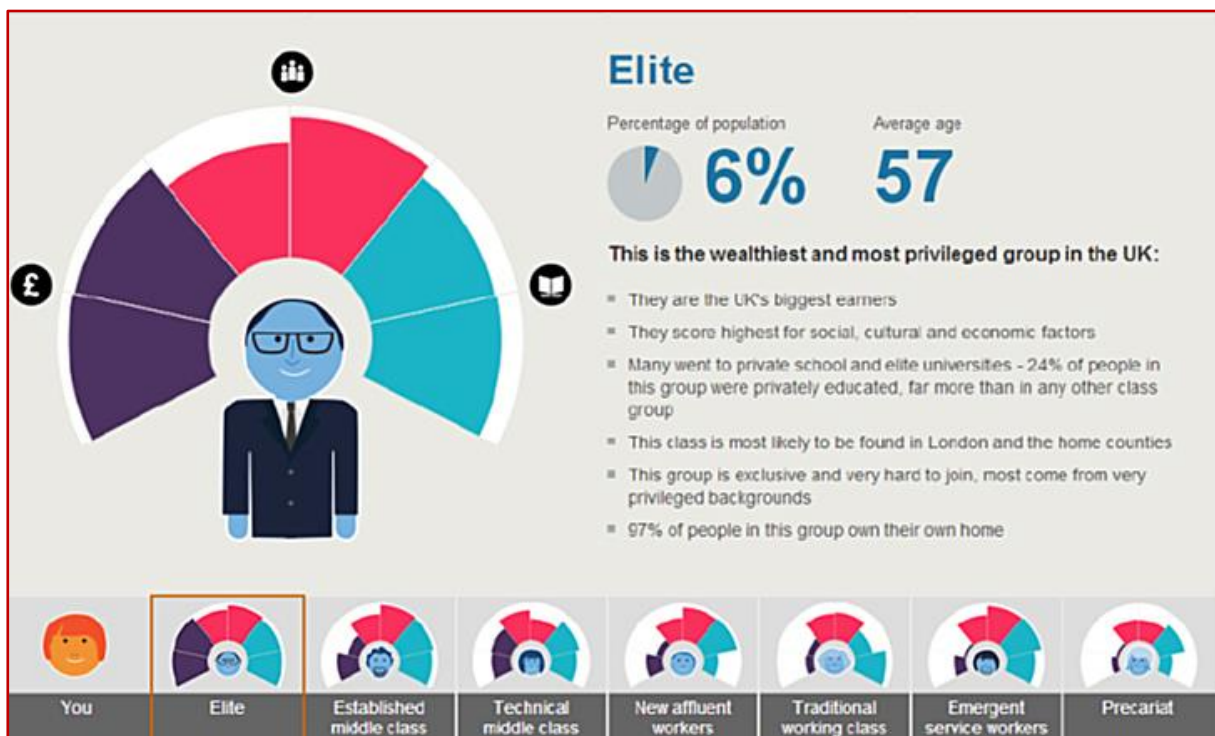 Elite
Percentage of population
Average age
6%
57
This is the wealthiest and most privileged group in the UK:
They are the UK's biggest earners
They score highest for social, cultural and economic factors
Many went to private school and elite universities - 24% of people in
this group were privately educated, far more than in any other class
group
This class is most likely to be found in London and the home counties
This group is exclusive and very hard to join, most come from very
privileged backgrounds
97% of people in this group own their own home
£
You
Elite
Established
middle class
Technical
middle class
New affluent
workers
Traditional
working class
Emergent
service workers
Precariat